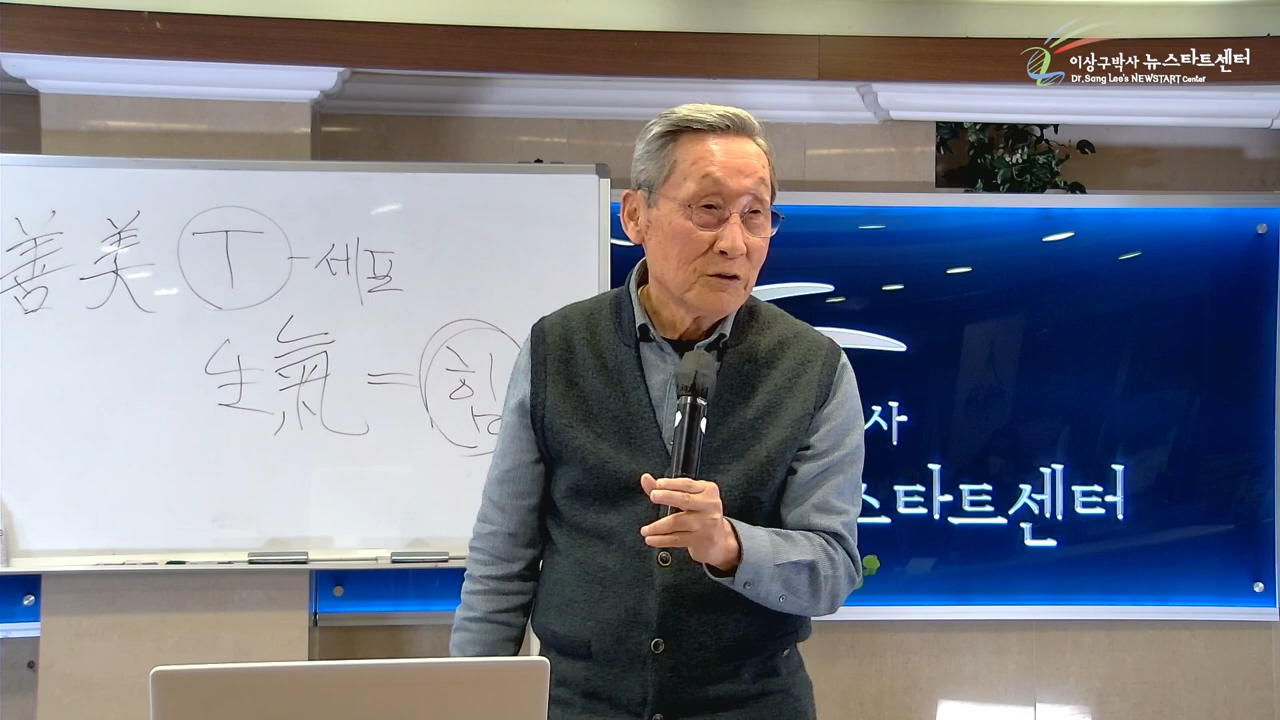 이상구박사 뉴스타트센터
Dr. Sang Lee's NEWSTART Center
善美 Ⓣ-세포
生氣 = 힘
사
스타트센터